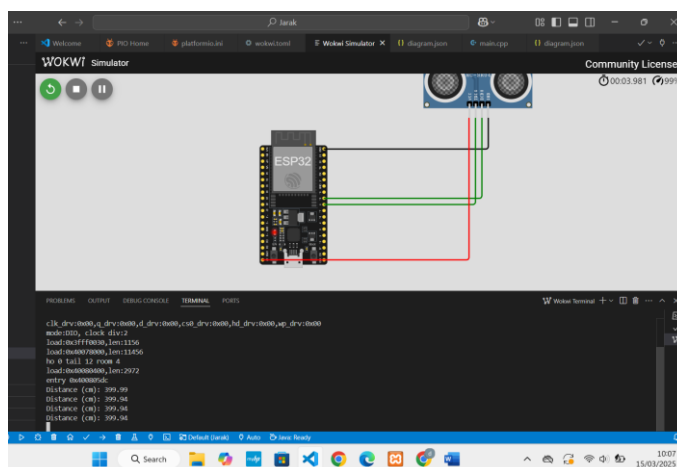 Jarak
Welcome
PIO Home
platformio.ini
wokwi.toml
Wokwi Simulator
diagram.json
main.cpp
diagram.json
WOKWI Simulator
Community License
00:03.981
99%
ESP32
PROBLEMS OUTPUT DEBUG CONSOLE TERMINAL PORTS
Wokwi Terminal
clk_drv:0x00,q_drv:0x00,d_drv:0x00,cs0_drv:0x00,hd_drv:0x00,wp_drv:0x00
mode:DIO, clock div:2
load:0x3fff0030,len:1156
load:0x40078000,len:11456
ho 0 tail 12 room 4
load:0x40080400,len:2972
entry 0x400805dc
Distance (cm): 399.99
Distance (cm): 399.94
Distance (cm): 399.94
Distance (cm): 399.94
Default (Jarak)
Auto
Java: Ready
Search
10:07
15/03/2025